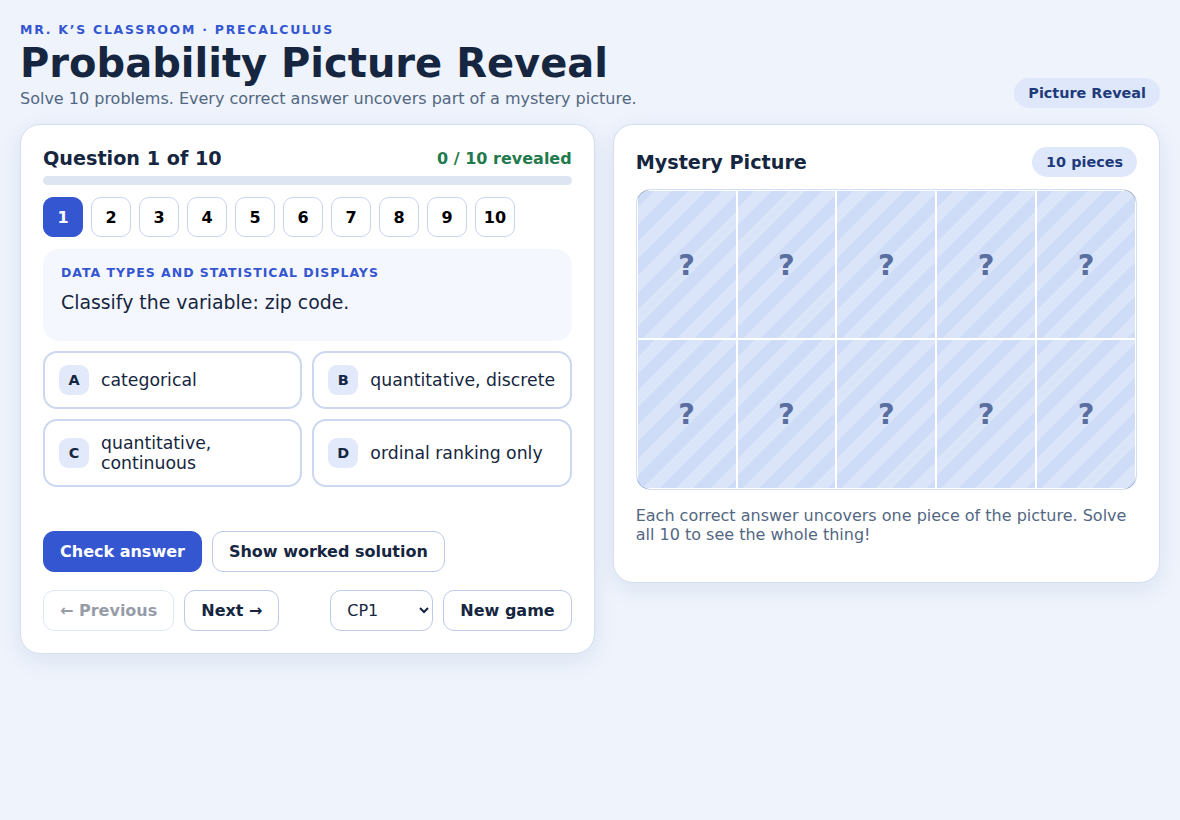 MR. K’S CLASSROOM · PRECALCULUS
Probability Picture Reveal
Solve 10 problems. Every correct answer uncovers part of a mystery picture.
Picture Reveal
Question 1 of 10
0 / 10 revealed
1 2 3 4 5 6 7 8 9 10
DATA TYPES AND STATISTICAL DISPLAYS
Classify the variable: zip code.
A categorical
B quantitative, discrete
C quantitative,
continuous
D ordinal ranking only
Check answer
Show worked solution
← Previous
Next →
CP1
New game
Mystery Picture
10 pieces
? ? ? ? ?
? ? ? ? ?
Each correct answer uncovers one piece of the picture. Solve
all 10 to see the whole thing!